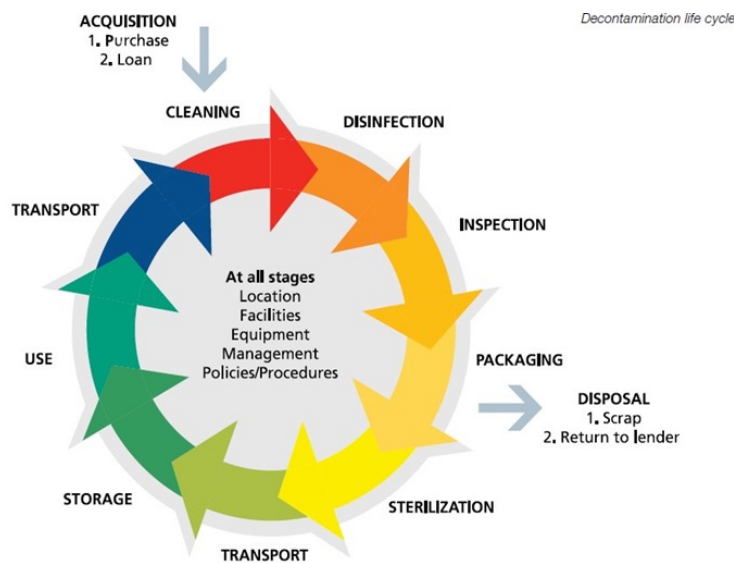 Decontamination life cycle
ACQUISITION
1. Purchase
2. Loan
CLEANING
DISINFECTION
INSPECTION
PACKAGING
DISPOSAL
1. Scrap
2. Return to lender
STERILIZATION
TRANSPORT
STORAGE
USE
TRANSPORT
At all stages
Location
Facilities
Equipment
Management
Policies/Procedures